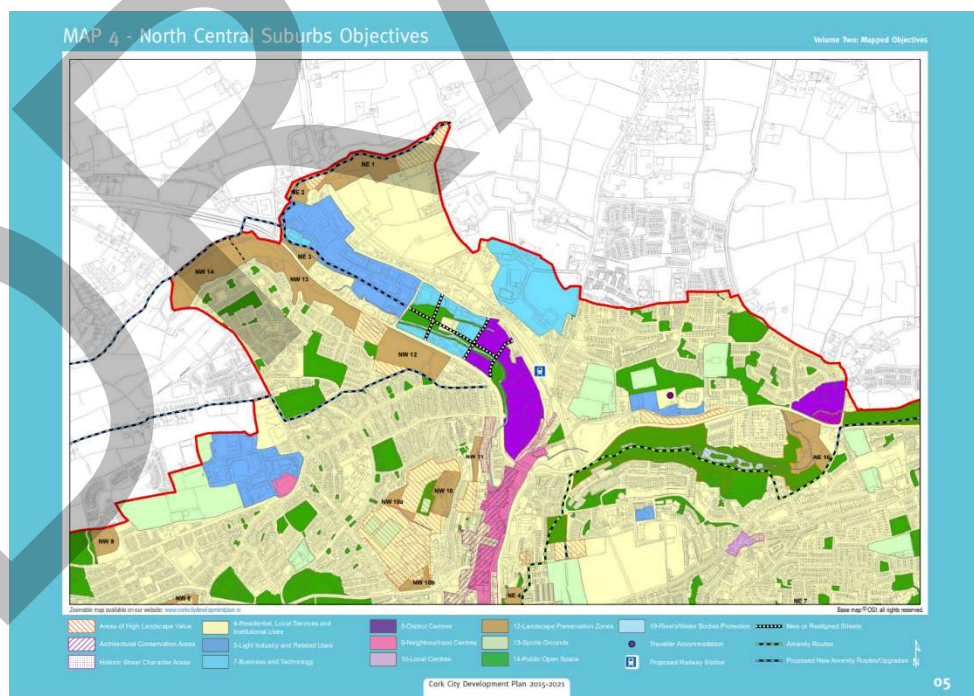 MAP 4 - North Central Suburbs Objectives
Volume Two: Mapped Objectives
NE 1
NE 2
NE 3
NW 14
NW 13
NW 12
NW 11
NE 16
NW 10a
NW 10
NW 9
NW 10b
NW 8
NE 4
NE 7
Zoomable map available on our website: www.corkcitydevelopmentplan.ie
Base map © OSI, all rights reserved.
Areas of High Landscape Value
Architectural Conservation Areas
Historic Street Character Areas
4-Residential, Local Services and
Institutional Uses
5-Light Industry and Related Uses
7-Business and Technology
8-District Centres
9-Neighbourhood Centres
10-Local Centres
12-Landscape Preservation Zones
13-Sports Grounds
14-Public Open Space
19-Rivers/Water Bodies Protection
Traveller Accommodation
Proposed Railway Station
New or Realigned Streets
Amenity Routes
Proposed New Amenity Routes/Upgrades
N
Cork City Development Plan 2015-2021
05